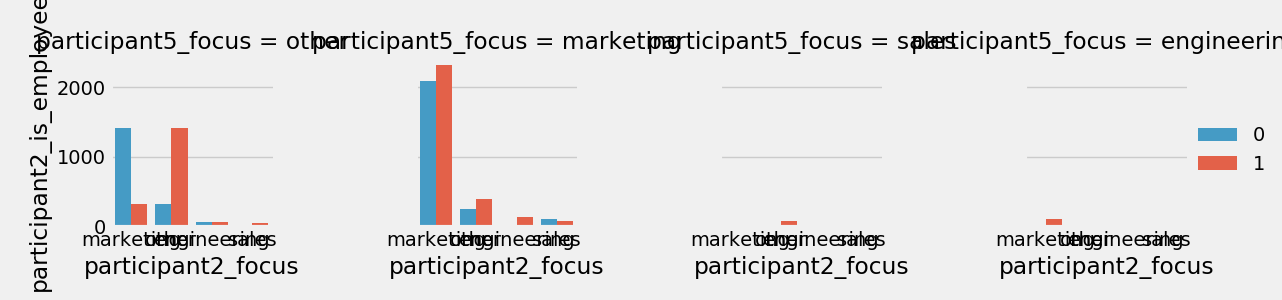 participant2_is_employee
participant5_focus = other
participant5_focus = marketing
participant5_focus = sales
participant5_focus = engineering
2000
1000
0
marketing other engineering sales
marketing other engineering sales
marketing other engineering sales
marketing other engineering sales
participant2_focus
participant2_focus
participant2_focus
participant2_focus
0
1